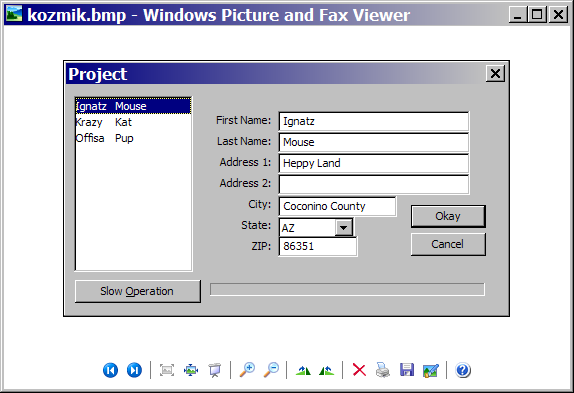 kozmik.bmp - Windows Picture and Fax Viewer
Project
Ignatz Mouse
Krazy Kat
Offisa Pup
First Name: Ignatz
Last Name: Mouse
Address 1: Heppy Land
Address 2:
City: Coconino County
State: AZ
ZIP: 86351
Okay
Cancel
Slow Operation